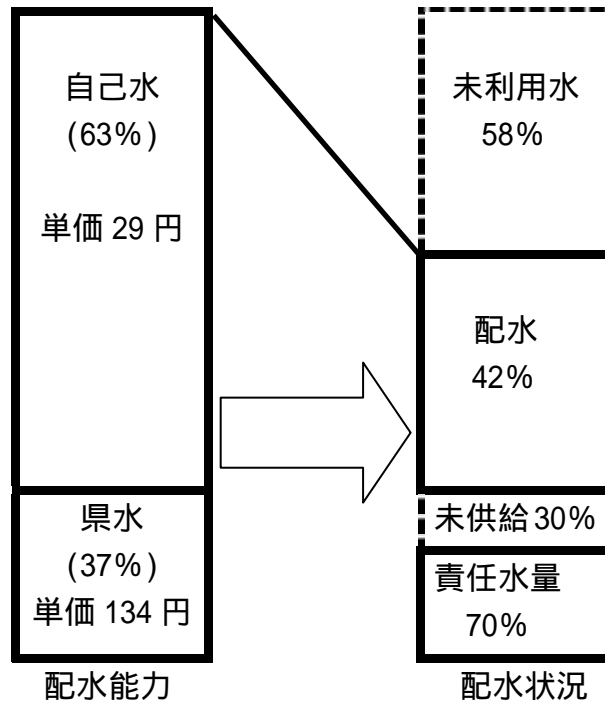 自己水
(63%)
単価 29 円
県水
(37%)
単価 134 円
配水能力
未利用水
58%
配水
42%
未供給 30%
責任水量
70%
配水状況